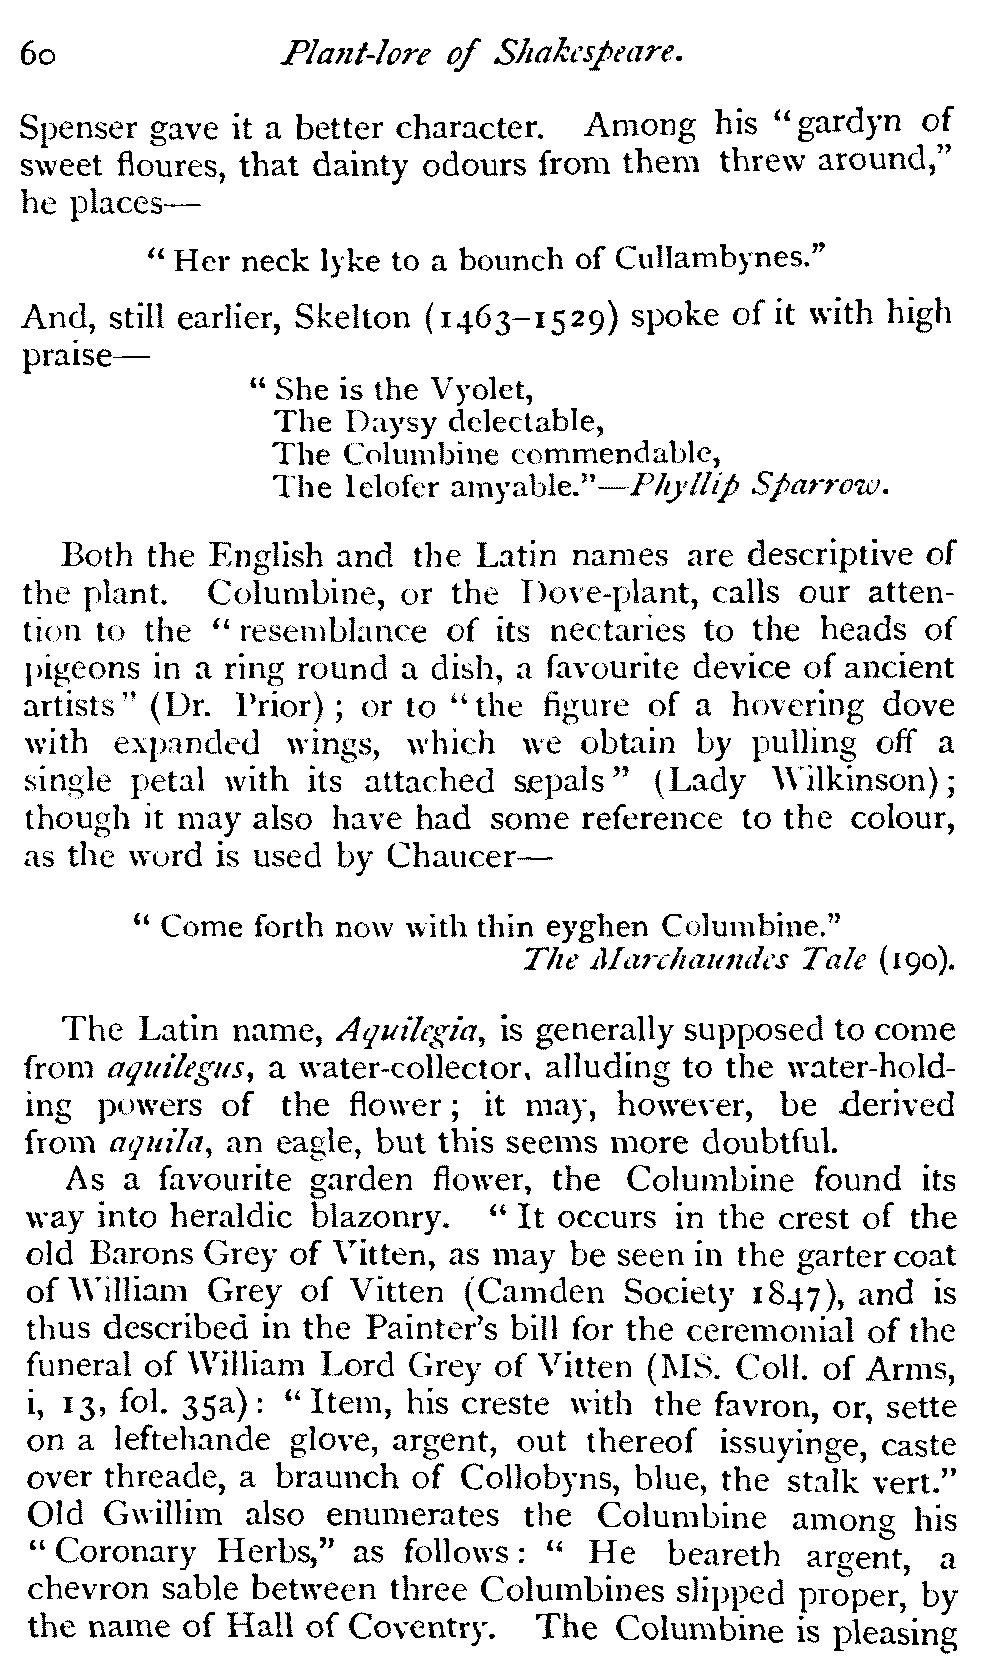 60 Plant-lore of Shakespeare.
Spenser gave it a better character. Among his "gardyn of
sweet floures, that dainty odours from them threw around,"
he places—
"Her neck lyke to a bounch of Cullambynes."
And, still earlier, Skelton (1463–1529) spoke of it with high
praise—
"She is the Vyolet,
The Daysy delectable,
The Columbine commendable,
The Ielofer amyable."—Phyllip Sparrow.
Both the English and the Latin names are descriptive of
the plant. Columbine, or the Dove-plant, calls our atten-
tion to the "resemblance of its nectaries to the heads of
pigeons in a ring round a dish, a favourite device of ancient
artists" (Dr. Prior); or to "the figure of a hovering dove
with expanded wings, which we obtain by pulling off a
single petal with its attached sepals" (Lady Wilkinson);
though it may also have had some reference to the colour,
as the word is used by Chaucer—
"Come forth now with thin eyghen Columbine."
The Marchaundes Tale (190).
The Latin name, Aquilegia, is generally supposed to come
from aquilegus, a water-collector, alluding to the water-hold-
ing powers of the flower; it may, however, be derived
from aquila, an eagle, but this seems more doubtful.
As a favourite garden flower, the Columbine found its
way into heraldic blazonry. "It occurs in the crest of the
old Barons Grey of Vitten, as may be seen in the garter coat
of William Grey of Vitten (Camden Society 1847), and is
thus described in the Painter's bill for the ceremonial of the
funeral of William Lord Grey of Vitten (MS. Coll. of Arms,
i, 13, fol. 35a): "Item, his creste with the favron, or, sette
on a leftehande glove, argent, out thereof issuyinge, caste
over threade, a braunch of Collobyns, blue, the stalk vert."
Old Gwillim also enumerates the Columbine among his
"Coronary Herbs," as follows: "He beareth argent, a
chevron sable between three Columbines slipped proper, by
the name of Hall of Coventry. The Columbine is pleasing